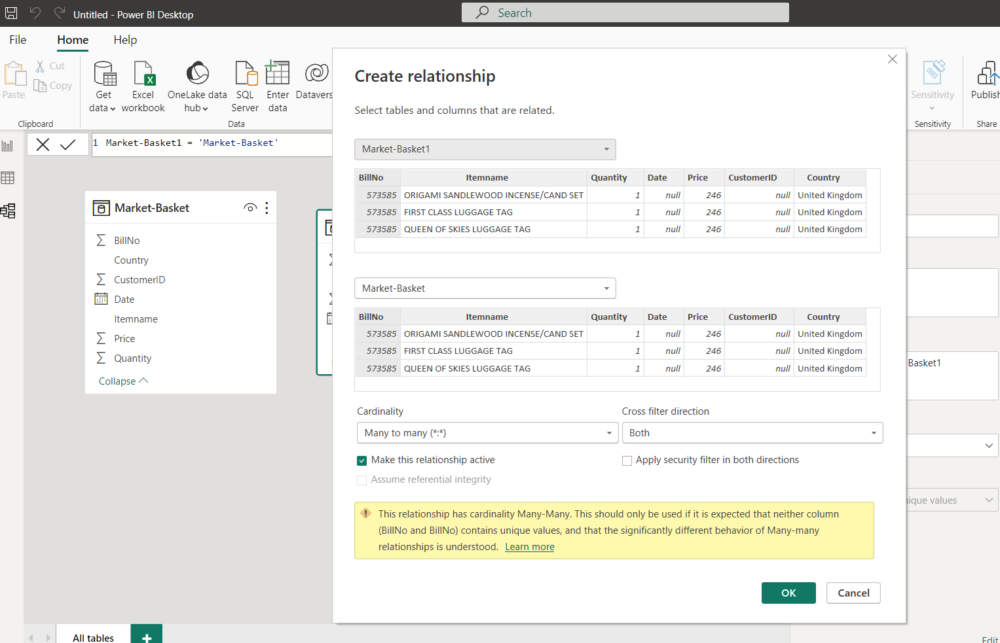 Untitled - Power BI Desktop
Search
File Home Help
Paste
Cut
Copy
Clipboard
Get data
Excel workbook
OneLake data hub
SQL Server
Enter data
Datavers
Data
Sensitivity
Sensitivity
Publish
Share
1 Market-Basket1 = 'Market-Basket'
Market-Basket
BillNo
Country
CustomerID
Date
Itemname
Price
Quantity
Collapse
Create relationship
Select tables and columns that are related.
Market-Basket1
BillNo Itemname Quantity Date Price CustomerID Country
573585 ORIGAMI SANDLEWOOD INCENSE/CAND SET 1 null 246 null United Kingdom
573585 FIRST CLASS LUGGAGE TAG 1 null 246 null United Kingdom
573585 QUEEN OF SKIES LUGGAGE TAG 1 null 246 null United Kingdom
Market-Basket
BillNo Itemname Quantity Date Price CustomerID Country
573585 ORIGAMI SANDLEWOOD INCENSE/CAND SET 1 null 246 null United Kingdom
573585 FIRST CLASS LUGGAGE TAG 1 null 246 null United Kingdom
573585 QUEEN OF SKIES LUGGAGE TAG 1 null 246 null United Kingdom
Cardinality
Many to many (*:*)
Cross filter direction
Both
Make this relationship active
Apply security filter in both directions
Assume referential integrity
This relationship has cardinality Many-Many. This should only be used if it is expected that neither column
(BillNo and BillNo) contains unique values, and that the significantly different behavior of Many-many
relationships is understood. Learn more
OK
Cancel
Basket1
ique values
All tables
+
Edit